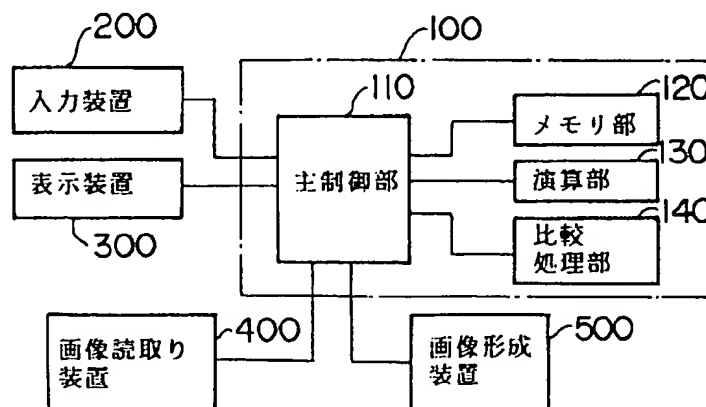 200
100
入力装置
110
120
メモリ部
主制御部
130
表示装置
演算部
300
140
比較
処理部
400
500
画像読取り
装置
画像形成
装置